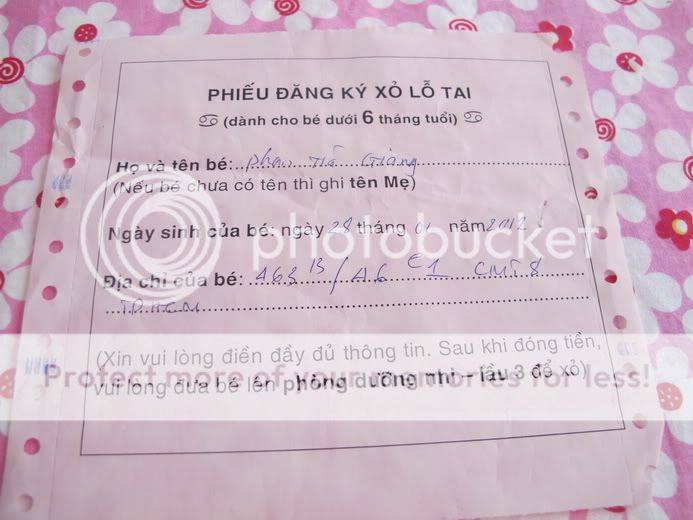 PHIẾU ĐĂNG KÝ XỎ LỖ TAI
(dành cho bé dưới 6 tháng tuổi)
Họ và tên bé: Phan Giang
(Nếu bé chưa có tên thì ghi tên Mẹ)
Ngày sinh của bé: ngày 28 tháng 01 năm 2012
Địa chỉ của bé: 463 B / A6 C1 CMT8
TP.HCM
(Xin vui lòng điền đầy đủ thông tin. Sau khi đóng tiền,
vui lòng đưa bé lên phòng dưỡng nhi – lầu 3 để xỏ)
photobucket
Protect more of your memories for less!